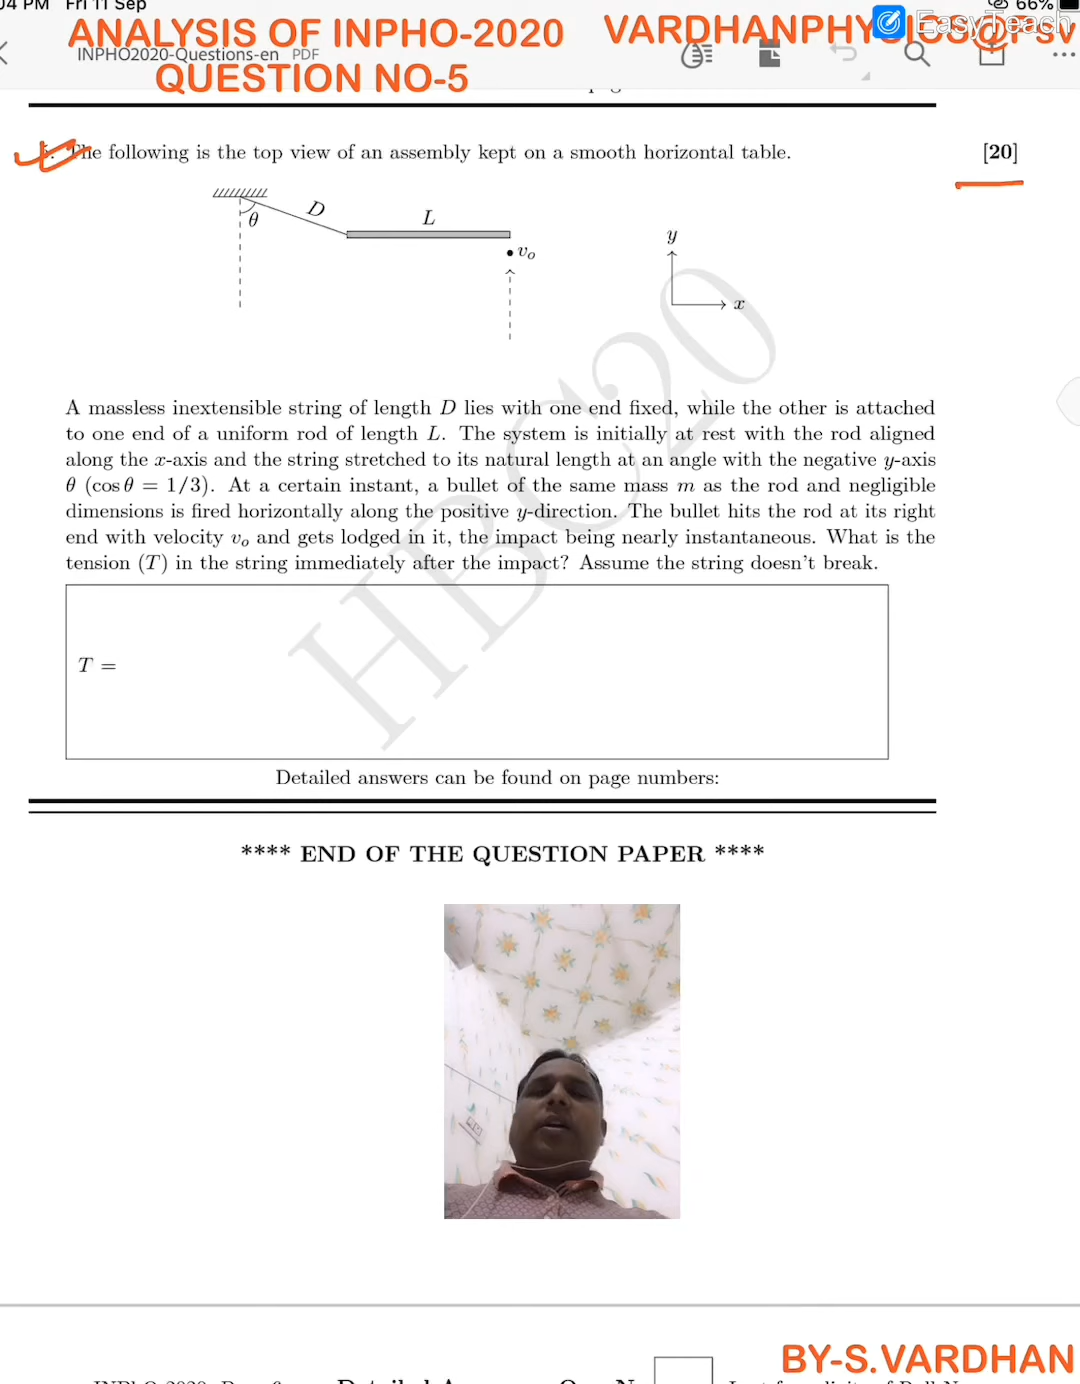 04 PM Fri 11 Sep
66%
ANALYSIS OF INPHO-2020 VARDHANPHYSICS@PSV
EasyTeach
INPHO2020-Questions-en PDF
QUESTION NO-5
The following is the top view of an assembly kept on a smooth horizontal table.
[20]
θ
D
L
v₀
y
x
HBC20
A massless inextensible string of length D lies with one end fixed, while the other is attached
to one end of a uniform rod of length L. The system is initially at rest with the rod aligned
along the x-axis and the string stretched to its natural length at an angle with the negative y-axis
θ (cos θ = 1/3). At a certain instant, a bullet of the same mass m as the rod and negligible
dimensions is fired horizontally along the positive y-direction. The bullet hits the rod at its right
end with velocity v₀ and gets lodged in it, the impact being nearly instantaneous. What is the
tension (T) in the string immediately after the impact? Assume the string doesn't break.
T =
Detailed answers can be found on page numbers:
**** END OF THE QUESTION PAPER ****
BY-S.VARDHAN